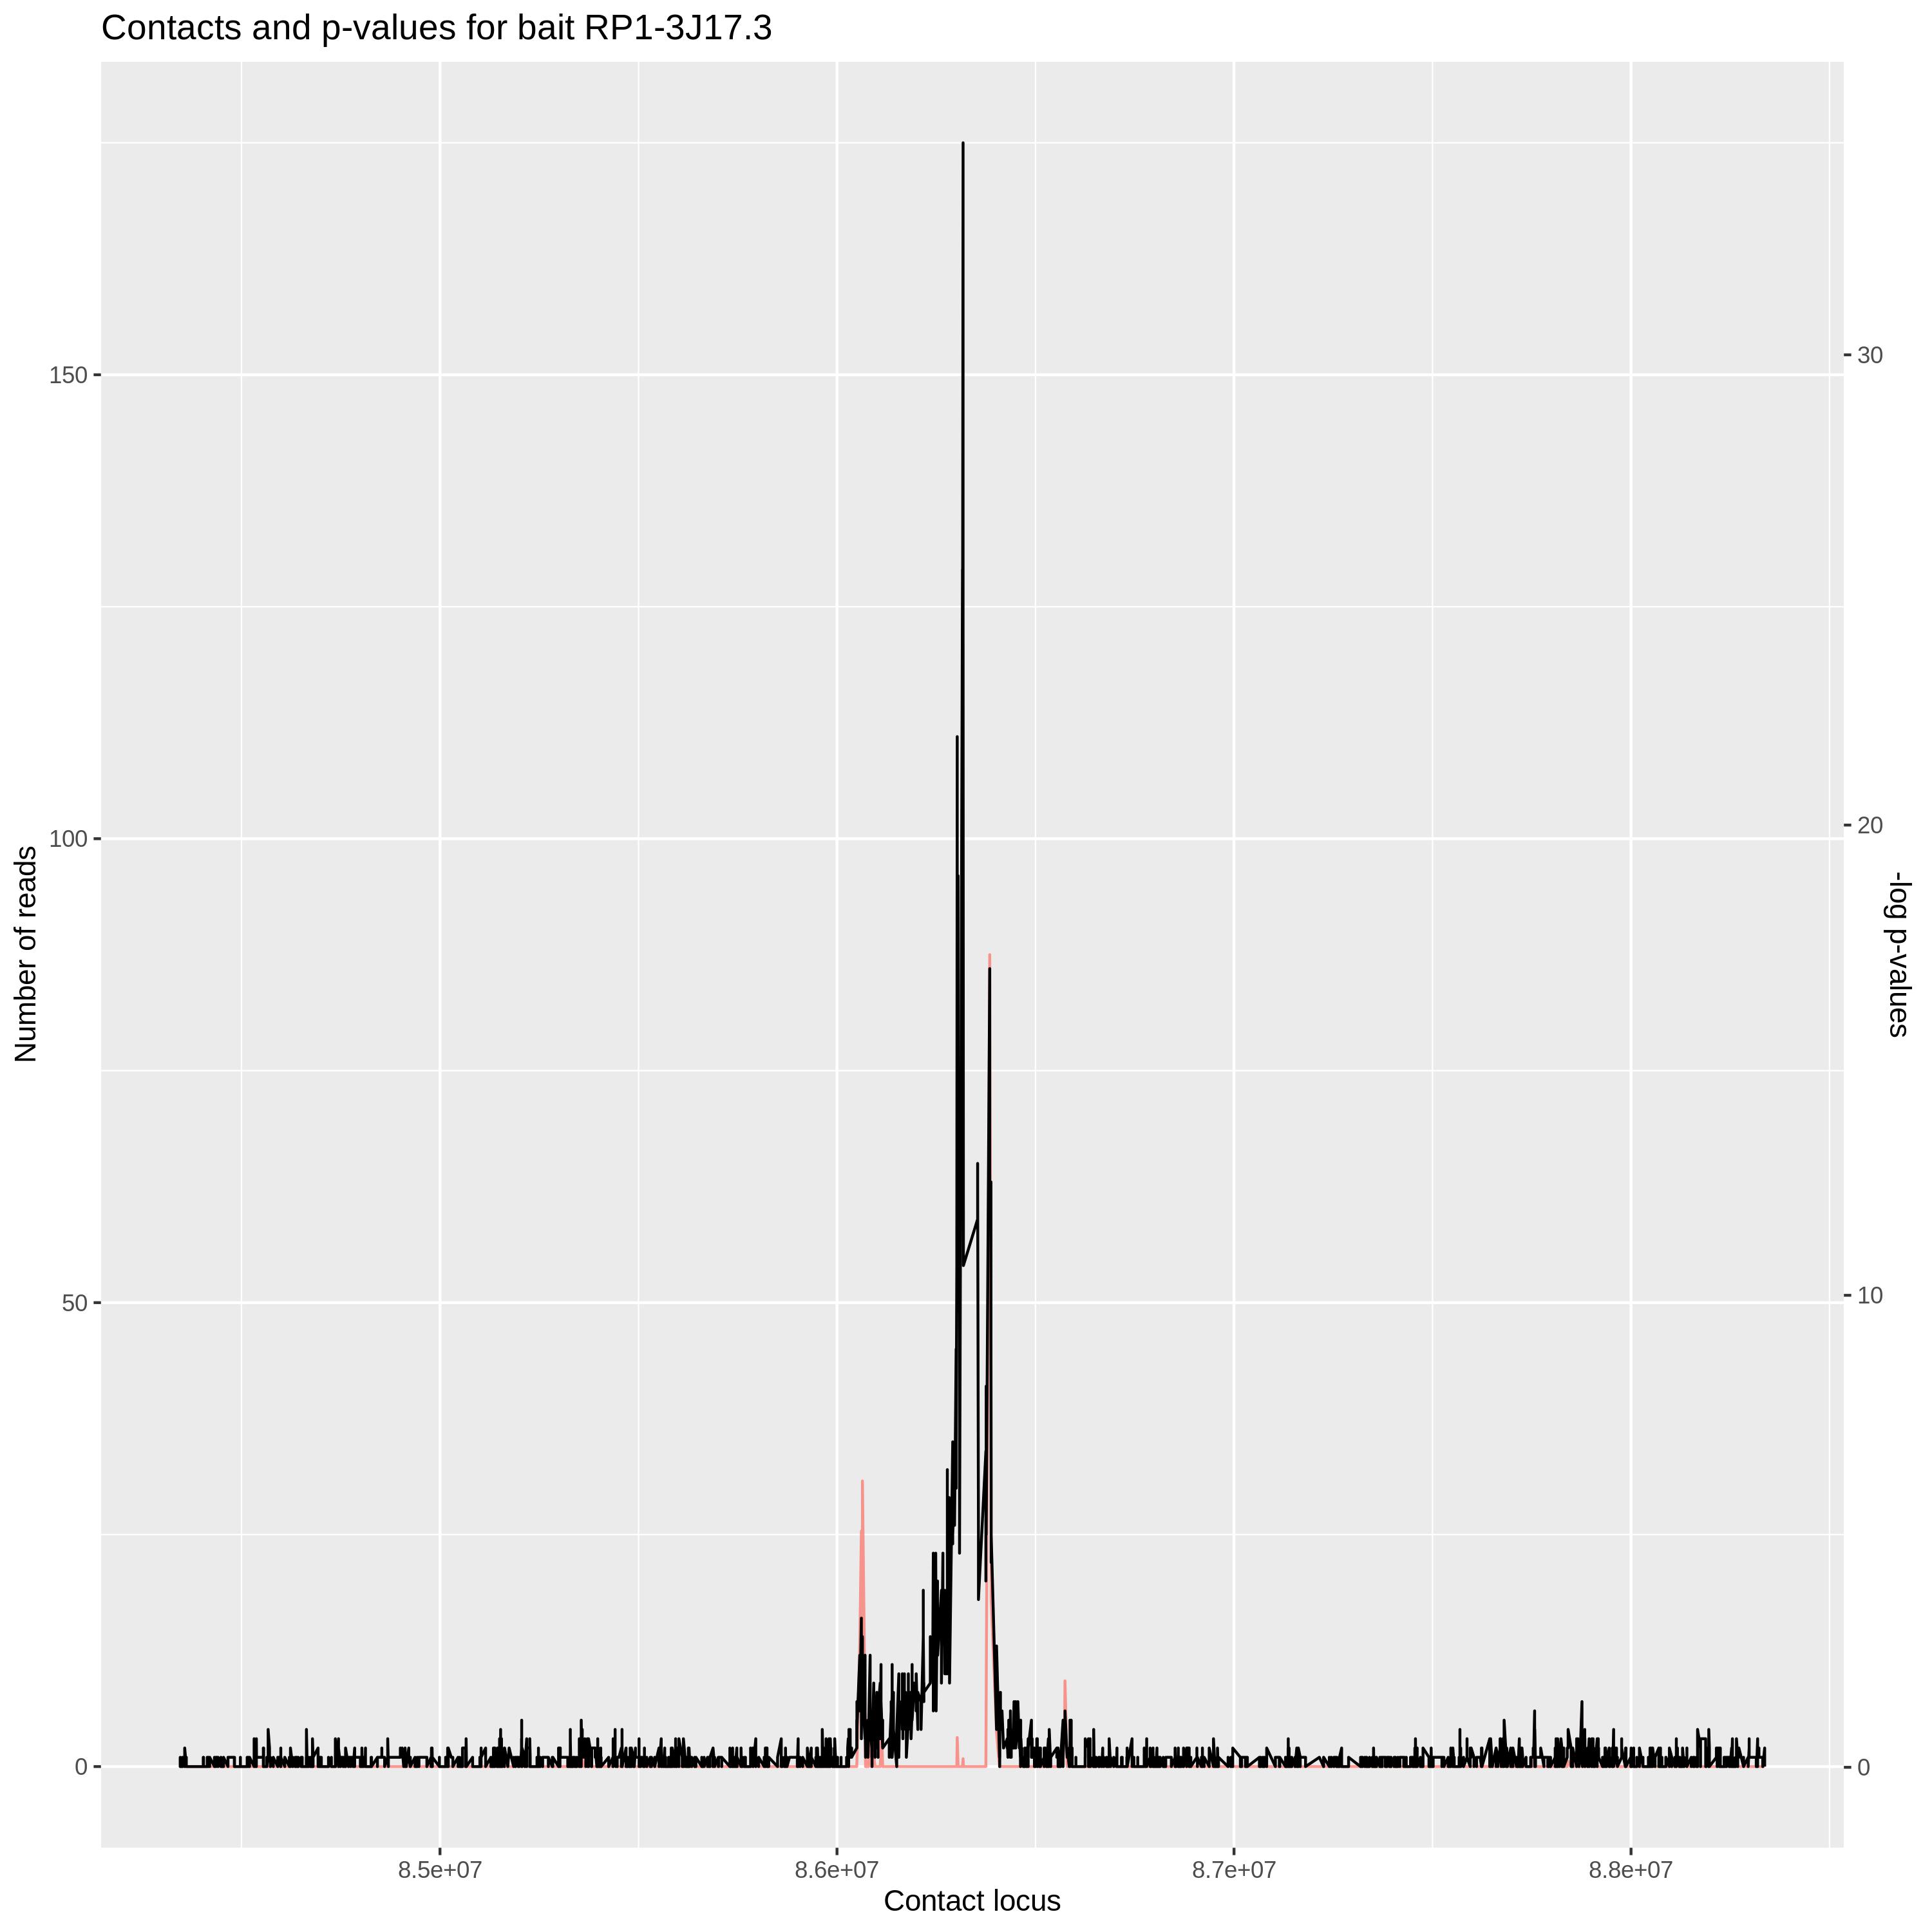 Contacts and p-values for bait RP1-3J17.3
150
100
50
0
Number of reads
30
20
10
0
-log p-values
8.5e+07
8.6e+07
8.7e+07
8.8e+07
Contact locus